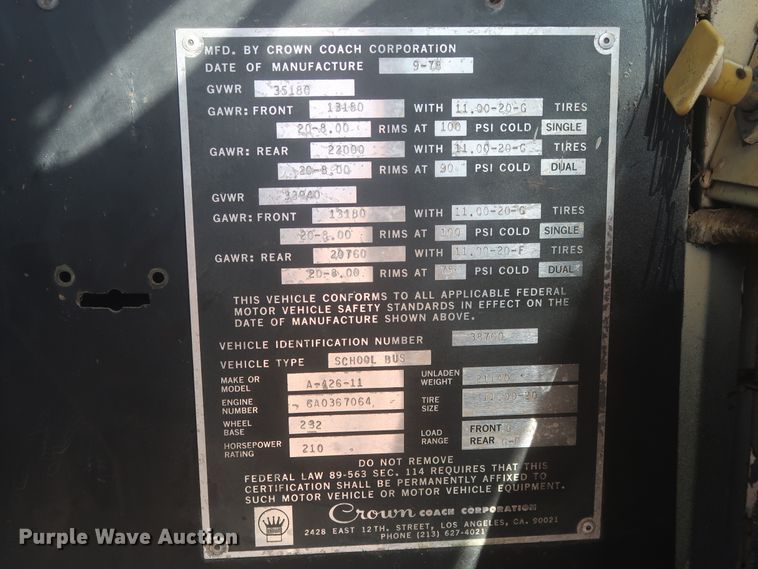 MFD. BY CROWN COACH CORPORATION
DATE OF MANUFACTURE 9-78
GVWR 35180
GAWR: FRONT 13180 WITH 11.00-20-G TIRES
20-8.00 RIMS AT 100 PSI COLD SINGLE
GAWR: REAR 22000 WITH 11.00-20-G TIRES
20-8.00 RIMS AT 90 PSI COLD DUAL
GVWR 33940
GAWR: FRONT 13180 WITH 11.00-20-G TIRES
20-8.00 RIMS AT 100 PSI COLD SINGLE
GAWR: REAR 20760 WITH 11.00-20-F TIRES
20-8.00 RIMS AT PSI COLD DUAL
THIS VEHICLE CONFORMS TO ALL APPLICABLE FEDERAL
MOTOR VEHICLE SAFETY STANDARDS IN EFFECT ON THE
DATE OF MANUFACTURE SHOWN ABOVE.
VEHICLE IDENTIFICATION NUMBER 38760
VEHICLE TYPE SCHOOL BUS
MAKE OR MODEL A-426-11 UNLADEN WEIGHT
ENGINE NUMBER 6A0367064 TIRE SIZE 11.00-20
WHEEL BASE 232 LOAD RANGE FRONT
REAR
HORSEPOWER RATING 210
DO NOT REMOVE
FEDERAL LAW 89-563 SEC. 114 REQUIRES THAT THIS
CERTIFICATION SHALL BE PERMANENTLY AFFIXED TO
SUCH MOTOR VEHICLE OR MOTOR VEHICLE EQUIPMENT.
Crown COACH CORPORATION
2428 EAST 12TH. STREET, LOS ANGELES, CA. 90021
PHONE (213) 627-4021
Purple Wave Auction